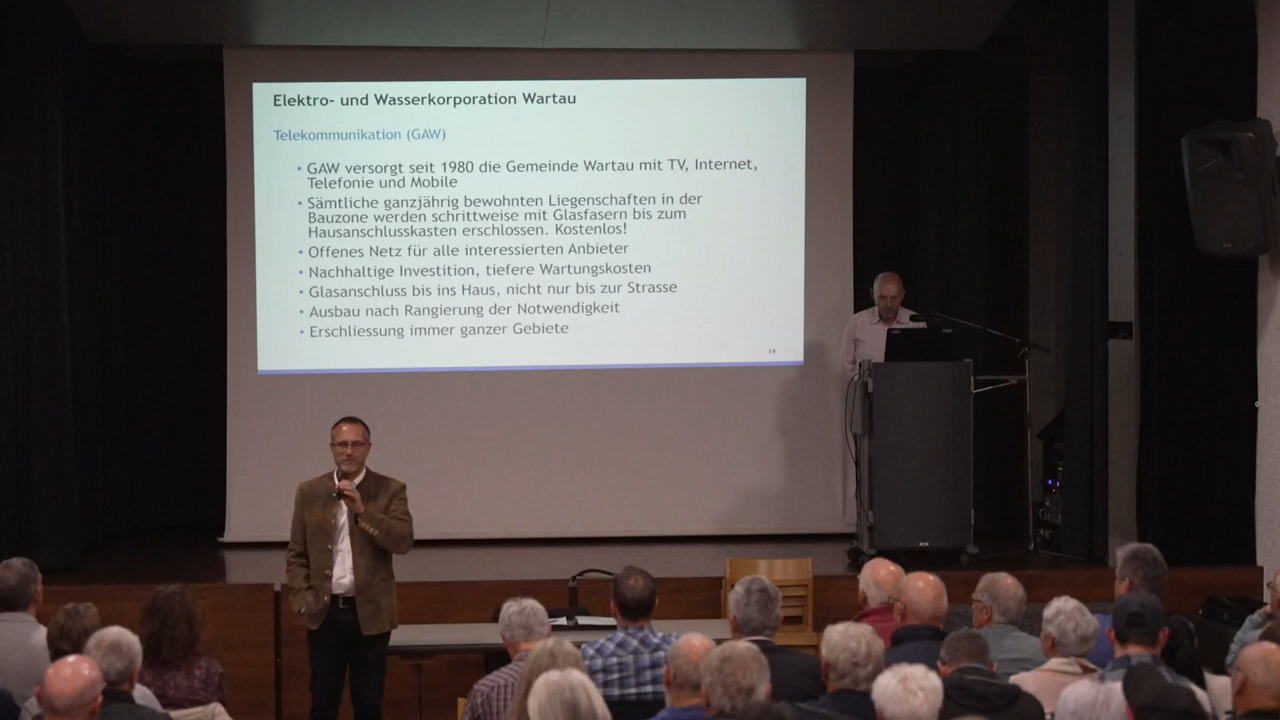 Elektro- und Wasserkorporation Wartau
Telekommunikation (GAW)
• GAW versorgt seit 1980 die Gemeinde Wartau mit TV, Internet,
Telefonie und Mobile
• Sämtliche ganzjährig bewohnten Liegenschaften in der
Bauzone werden schrittweise mit Glasfasern bis zum
Hausanschlusskasten erschlossen. Kostenlos!
• Offenes Netz für alle interessierten Anbieter
• Nachhaltige Investition, tiefere Wartungskosten
• Glasanschluss bis ins Haus, nicht nur bis zur Strasse
• Ausbau nach Rangierung der Notwendigkeit
• Erschliessung immer ganzer Gebiete
14